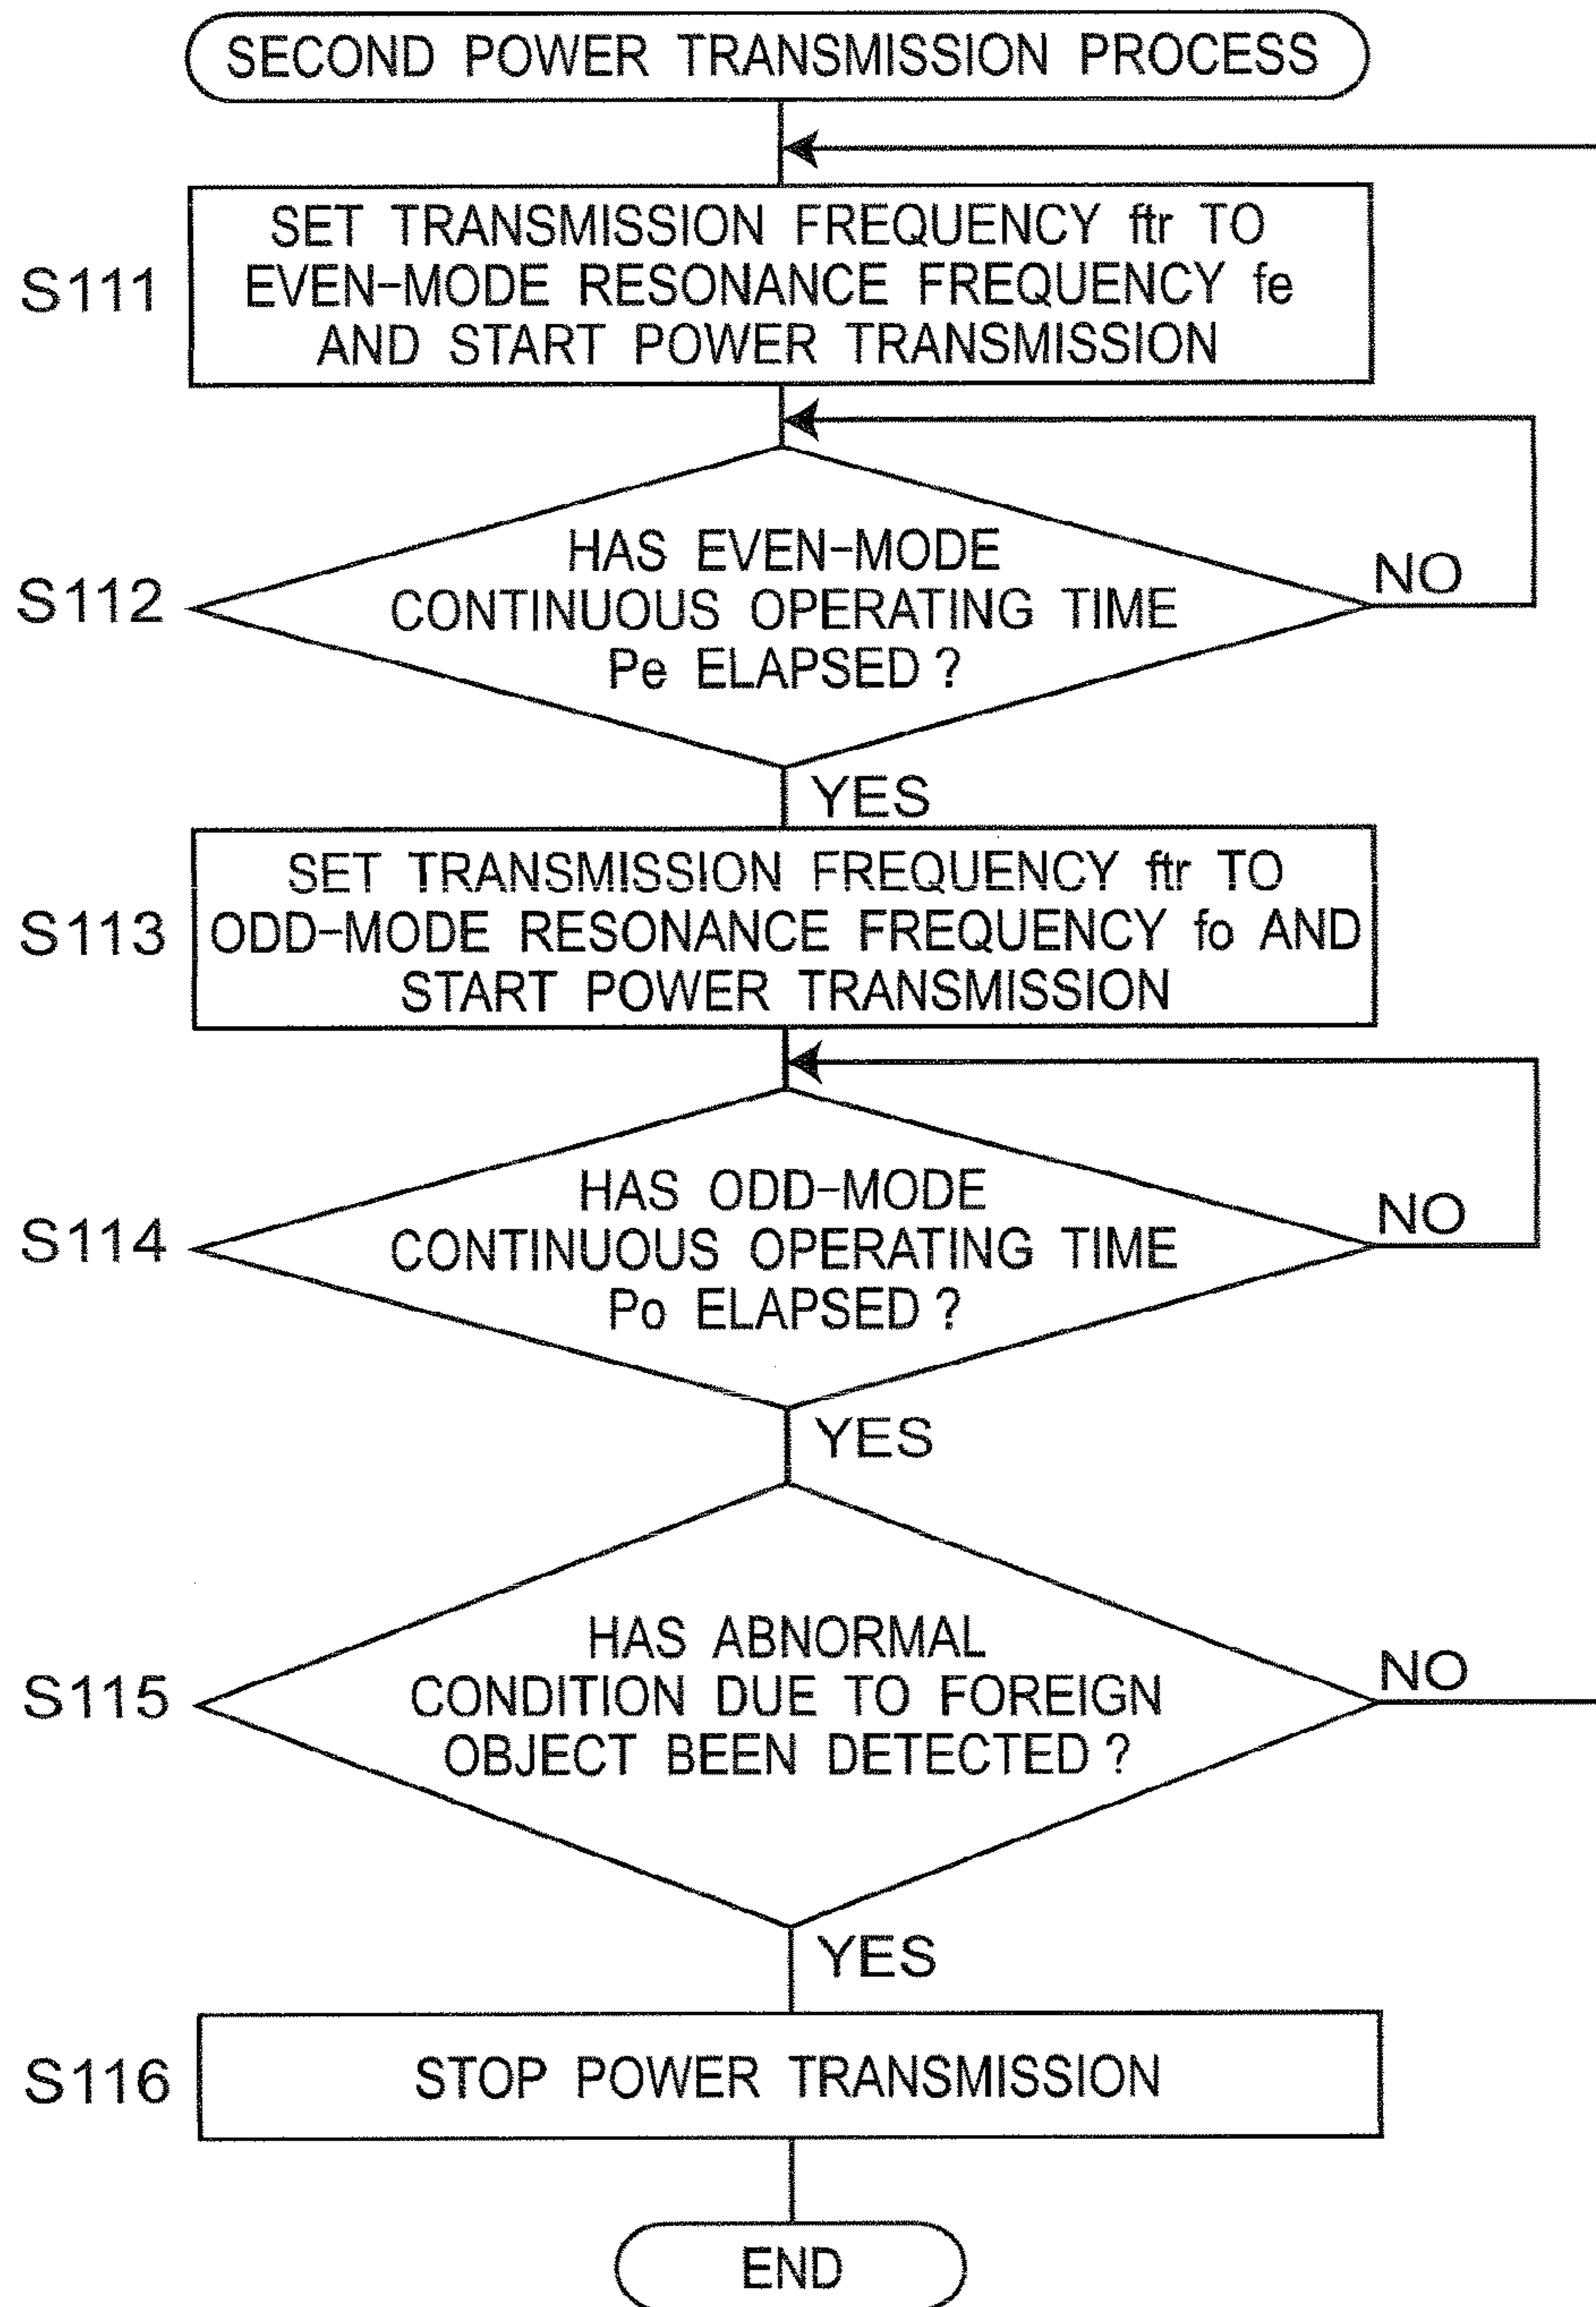 SECOND POWER TRANSMISSION PROCESS
S111
SET TRANSMISSION FREQUENCY ftr TO
EVEN-MODE RESONANCE FREQUENCY fe
AND START POWER TRANSMISSION
S112
HAS EVEN-MODE
CONTINUOUS OPERATING TIME
Pe ELAPSED ?
NO
YES
S113
SET TRANSMISSION FREQUENCY ftr TO
ODD-MODE RESONANCE FREQUENCY fo AND
START POWER TRANSMISSION
S114
HAS ODD-MODE
CONTINUOUS OPERATING TIME
Po ELAPSED ?
NO
YES
S115
HAS ABNORMAL
CONDITION DUE TO FOREIGN
OBJECT BEEN DETECTED ?
NO
YES
S116
STOP POWER TRANSMISSION
END